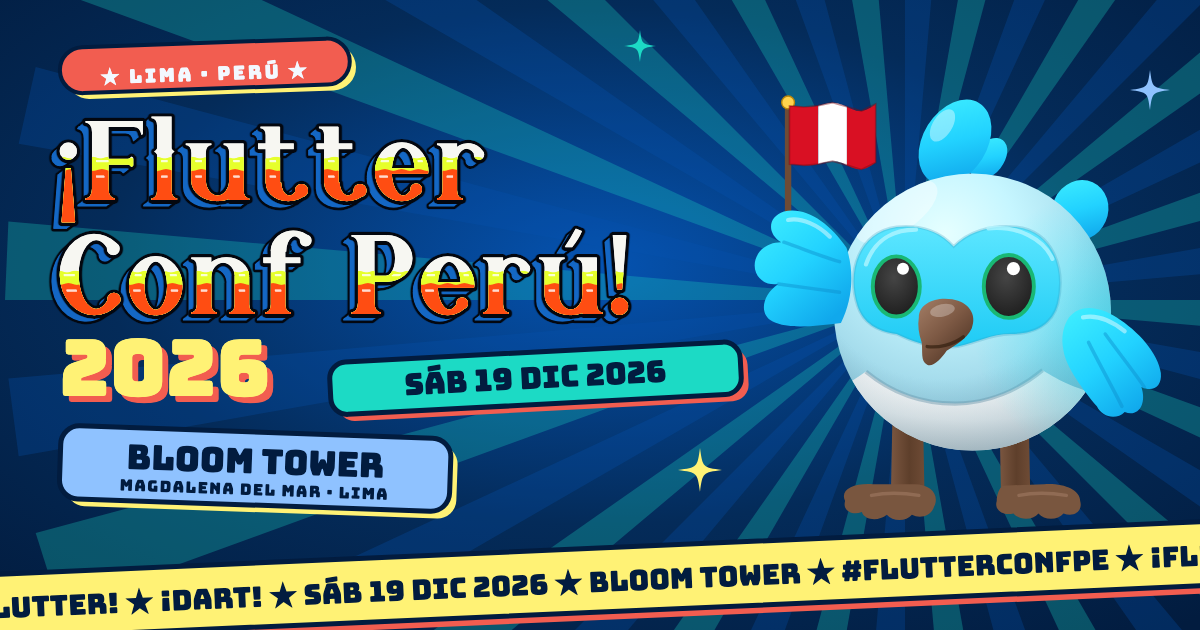 ★ LIMA · PERÚ ★
¡Flutter
Conf Perú!
2026
SÁB 19 DIC 2026
BLOOM TOWER
MAGDALENA DEL MAR · LIMA
LUTTER! ★ ¡DART! ★ SÁB 19 DIC 2026 ★ BLOOM TOWER ★ #FLUTTERCONFPE ★ ¡FL